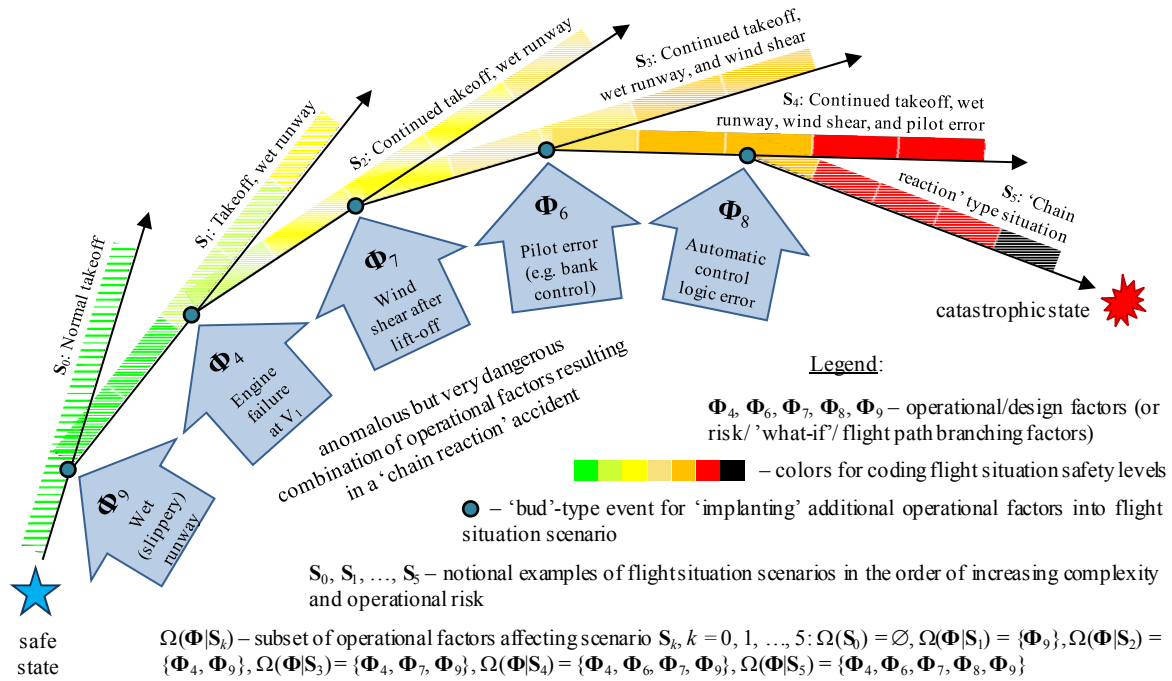 S₀: Normal takeoff
S₁: Takeoff, wet runway
S₂: Continued takeoff, wet runway
S₃: Continued takeoff,
wet runway, and wind shear
S₄: Continued takeoff, wet
runway, wind shear, and pilot error
S₅: ‘Chain
reaction’ type situation
Φ₉
Wet
(slippery)
runway
Φ₄
Engine
failure
at V₁
Φ₇
Wind
shear after
lift-off
Φ₆
Pilot error
(e.g. bank
control)
Φ₈
Automatic
control
logic error
catastrophic state
anomalous but very dangerous
combination of operational factors resulting
in a ‘chain reaction’ accident
Legend:
Φ₄, Φ₆, Φ₇, Φ₈, Φ₉ – operational/design factors (or
risk/ ’what-if’/ flight path branching factors)
– colors for coding flight situation safety levels
– ‘bud’-type event for ‘implanting’ additional operational factors into flight
situation scenario
S₀, S₁, …, S₅ – notional examples of flight situation scenarios in the order of increasing complexity
and operational risk
safe
state
Ω(Φ|Sₖ) – subset of operational factors affecting scenario Sₖ, k = 0, 1, …, 5: Ω(S₀) = ∅, Ω(Φ|S₁) = {Φ₉}, Ω(Φ|S₂) =
{Φ₄, Φ₉}, Ω(Φ|S₃) = {Φ₄, Φ₇, Φ₉}, Ω(Φ|S₄) = {Φ₄, Φ₆, Φ₇, Φ₉}, Ω(Φ|S₅) = {Φ₄, Φ₆, Φ₇, Φ₈, Φ₉}